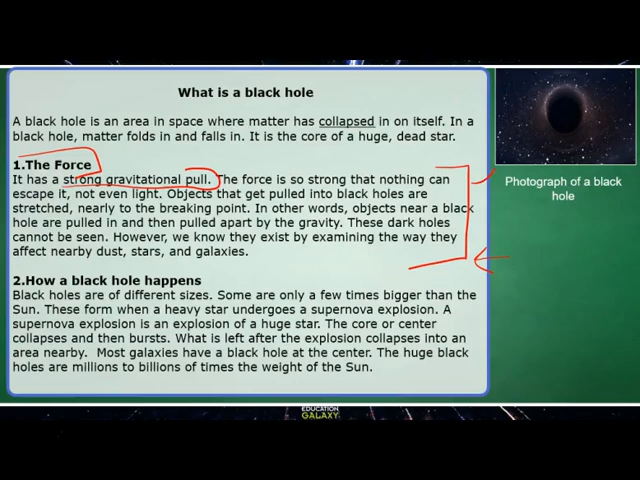 What is a black hole
A black hole is an area in space where matter has collapsed in on itself. In a
black hole, matter folds in and falls in. It is the core of a huge, dead star.
1.The Force
It has a strong gravitational pull. The force is so strong that nothing can
escape it, not even light. Objects that get pulled into black holes are
stretched, nearly to the breaking point. In other words, objects near a black
hole are pulled in and then pulled apart by the gravity. These dark holes
cannot be seen. However, we know they exist by examining the way they
affect nearby dust, stars, and galaxies.
2.How a black hole happens
Black holes are of different sizes. Some are only a few times bigger than the
Sun. These form when a heavy star undergoes a supernova explosion. A
supernova explosion is an explosion of a huge star. The core or center
collapses and then bursts. What is left after the explosion collapses into an
area nearby. Most galaxies have a black hole at the center. The huge black
holes are millions to billions of times the weight of the Sun.
Photograph of a black
hole
EDUCATION
GALAXY